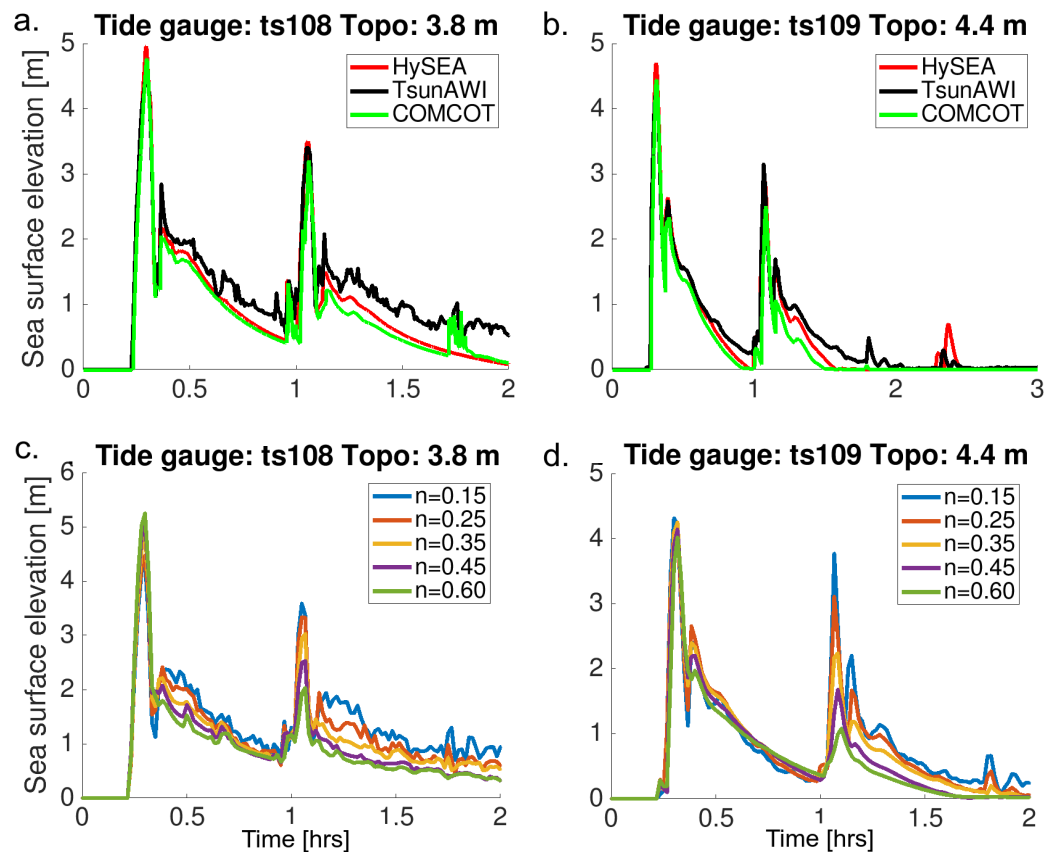 a.
Tide gauge: ts108 Topo: 3.8 m
Sea surface elevation [m]
5
4
3
2
1
0
HySEA
TsunAWI
COMCOT
0 0.5 1 1.5 2
b.
Tide gauge: ts109 Topo: 4.4 m
5
4
3
2
1
0
HySEA
TsunAWI
COMCOT
0 1 2 3
c.
Tide gauge: ts108 Topo: 3.8 m
Sea surface elevation [m]
6
5
4
3
2
1
0
n=0.15
n=0.25
n=0.35
n=0.45
n=0.60
0 0.5 1 1.5 2
Time [hrs]
d.
Tide gauge: ts109 Topo: 4.4 m
5
4
3
2
1
0
n=0.15
n=0.25
n=0.35
n=0.45
n=0.60
0 0.5 1 1.5 2
Time [hrs]